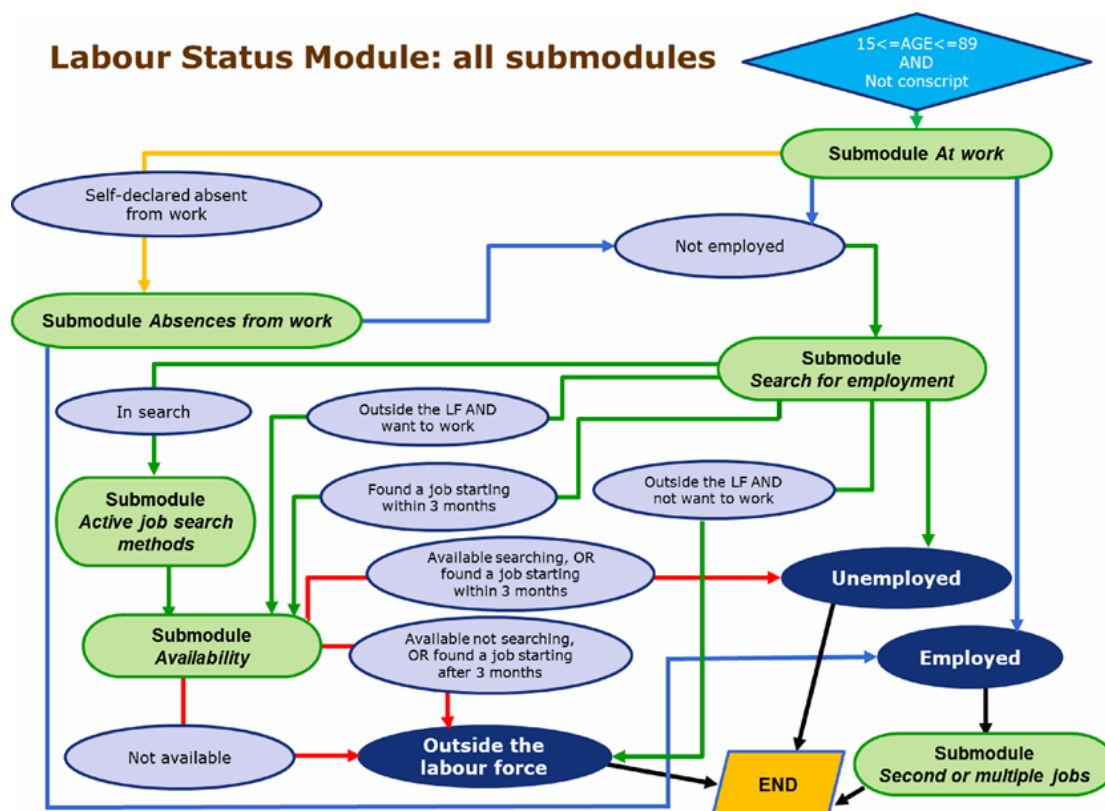 Labour Status Module: all submodules
15<=AGE<=89
AND
Not conscript
Submodule At work
Self-declared absent
from work
Not employed
Submodule Absences from work
Submodule
Search for employment
In search
Outside the LF AND
want to work
Found a job starting
within 3 months
Outside the LF AND
not want to work
Submodule
Active job search
methods
Available searching, OR
found a job starting
within 3 months
Unemployed
Submodule
Availability
Available not searching,
OR found a job starting
after 3 months
Employed
Not available
Outside the
labour force
END
Submodule
Second or multiple jobs